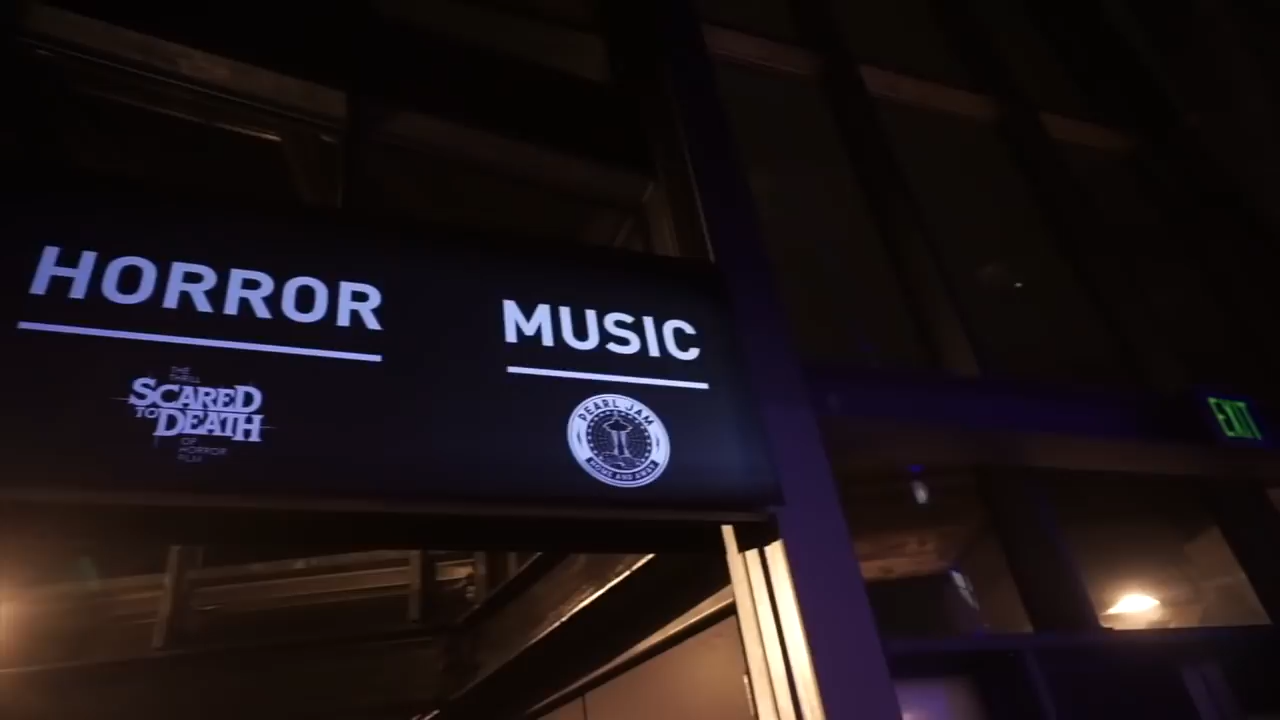 HORROR
THE
THRILL
SCARED
TO DEATH
OF
HORROR
FILM
MUSIC
PEARL JAM
HOME AND AWAY
EXIT